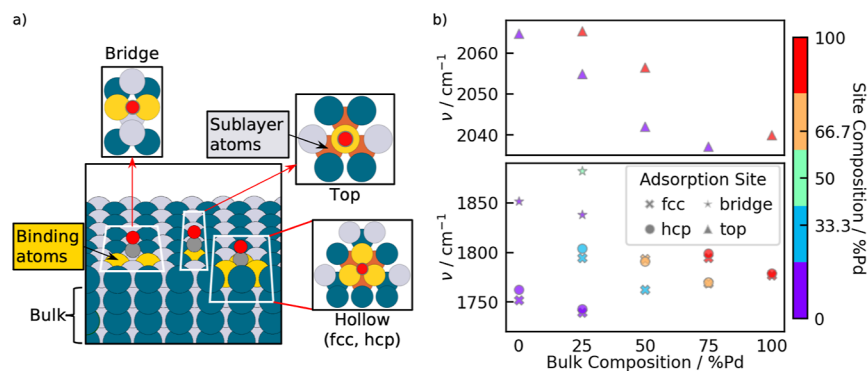 a)
Bridge
Sublayer
atoms
Top
Binding
atoms
Bulk
Hollow
(fcc, hcp)
b)
ν / cm⁻¹
2060
2050
2040
ν / cm⁻¹
1850
1800
1750
Adsorption Site
fcc
bridge
hcp
top
0
25
50
75
100
Bulk Composition / %Pd
100
66.7
50
33.3
0
Site Composition / %Pd